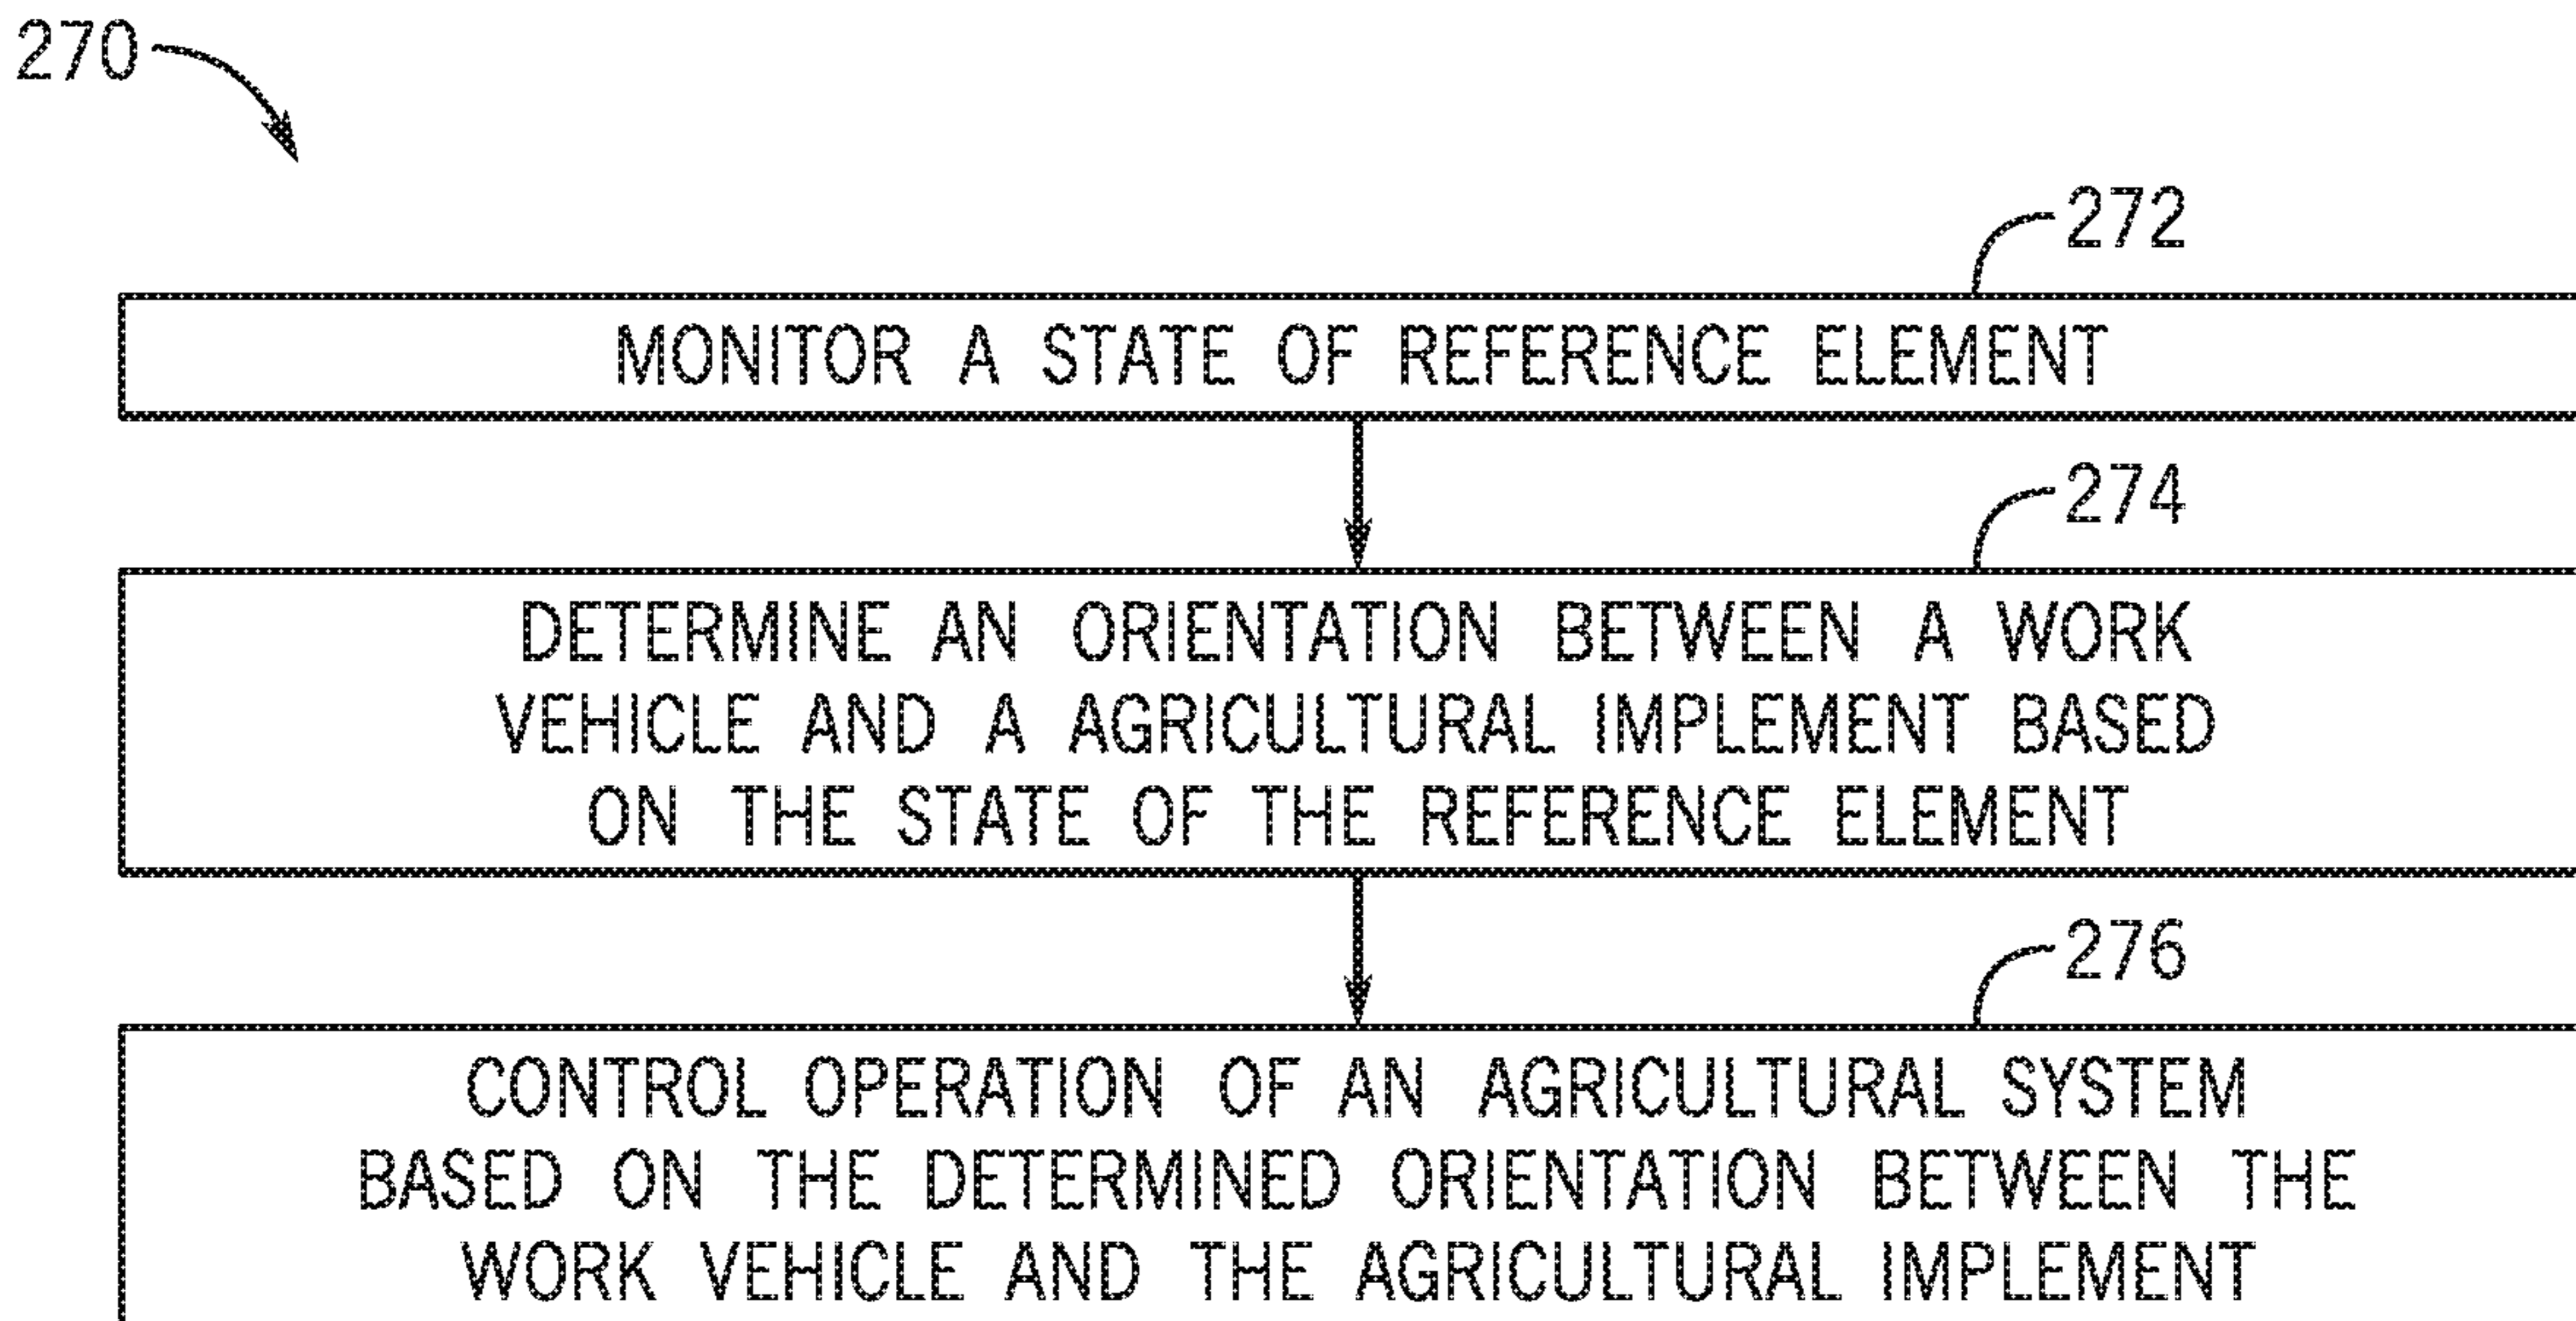 270
272
MONITOR A STATE OF REFERENCE ELEMENT
274
DETERMINE AN ORIENTATION BETWEEN A WORK
VEHICLE AND A AGRICULTURAL IMPLEMENT BASED
ON THE STATE OF THE REFERENCE ELEMENT
276
CONTROL OPERATION OF AN AGRICULTURAL SYSTEM
BASED ON THE DETERMINED ORIENTATION BETWEEN THE
WORK VEHICLE AND THE AGRICULTURAL IMPLEMENT